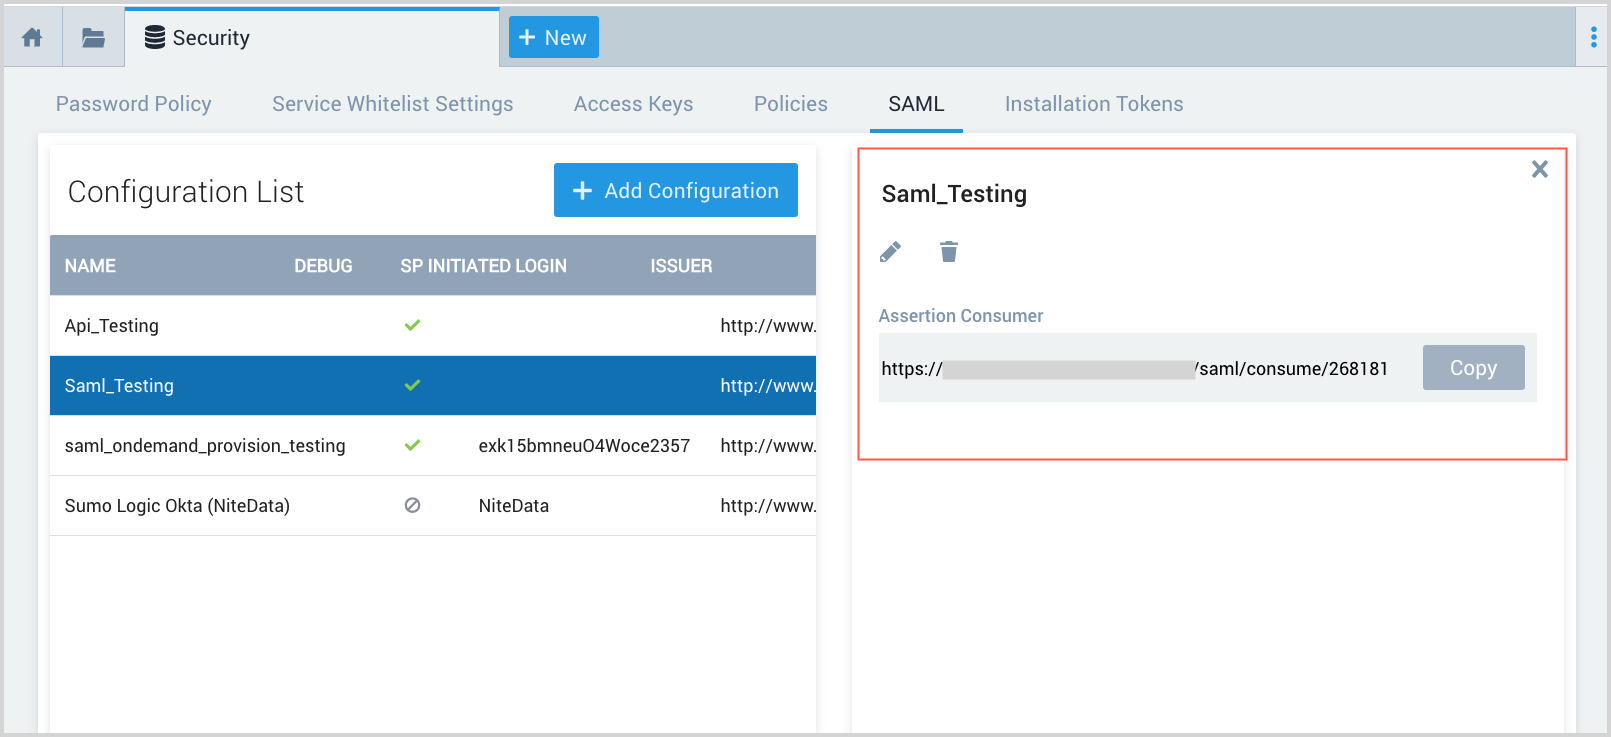 Security
+ New
Password Policy Service Whitelist Settings Access Keys Policies SAML Installation Tokens
Configuration List
+ Add Configuration
NAME DEBUG SP INITIATED LOGIN ISSUER
Api_Testing http://www.
Saml_Testing http://www.
saml_ondemand_provision_testing exk15bmneuO4Woce2357 http://www.
Sumo Logic Okta (NiteData) NiteData http://www.
Saml_Testing
Assertion Consumer
https:// /saml/consume/268181
Copy